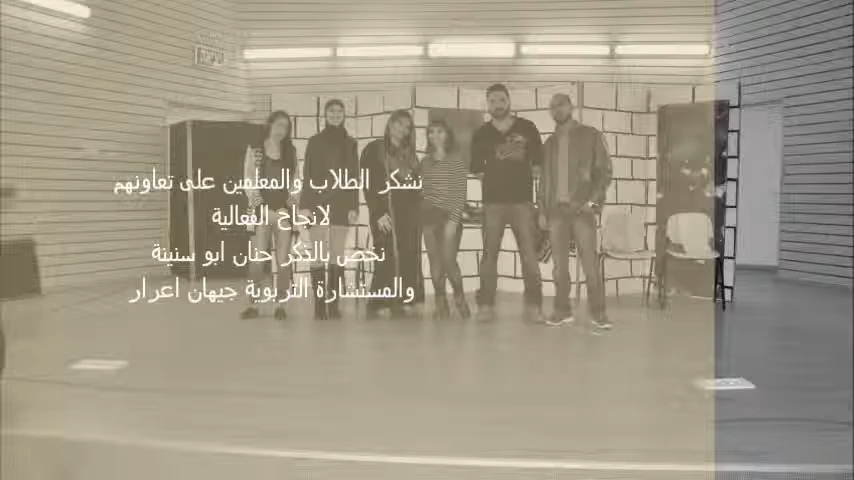 نشكر الطلاب والمعلمين على تعاونهم
لانجاح الفعالية
نخص بالذكر حنان ابو سنينة
والمستشارة التربوية جيهان اعرار